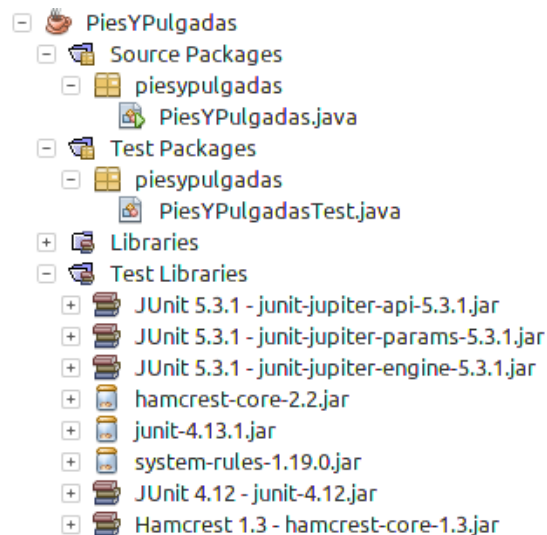 PiesYPulgadas
Source Packages
piesypulgadas
PiesYPulgadas.java
Test Packages
piesypulgadas
PiesYPulgadasTest.java
Libraries
Test Libraries
JUnit 5.3.1 - junit-jupiter-api-5.3.1.jar
JUnit 5.3.1 - junit-jupiter-params-5.3.1.jar
JUnit 5.3.1 - junit-jupiter-engine-5.3.1.jar
hamcrest-core-2.2.jar
junit-4.13.1.jar
system-rules-1.19.0.jar
JUnit 4.12 - junit-4.12.jar
Hamcrest 1.3 - hamcrest-core-1.3.jar